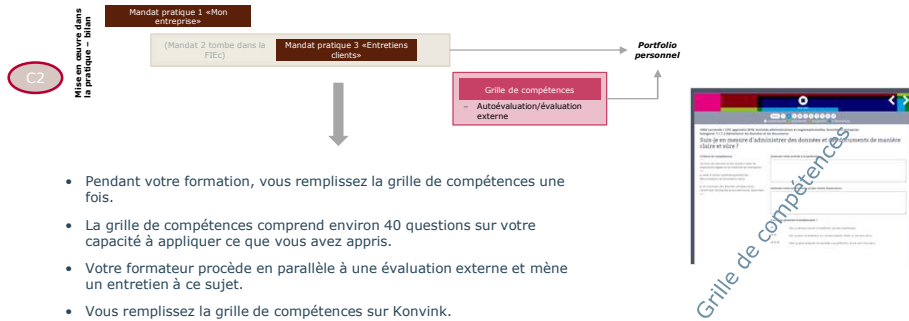 Mandat pratique 1 «Mon
entreprise»
Mise en œuvre dans
la pratique – bilan
(Mandat 2 tombe dans la
FIEc)
Mandat pratique 3 «Entretiens
clients»
Portfolio
personnel
C2
Grille de compétences
– Autoévaluation/évaluation
externe
Suis-je en mesure d'administrer des données et des documents de manière
claire et sûre ?
Grille de compétences
• Pendant votre formation, vous remplissez la grille de compétences une
fois.
• La grille de compétences comprend environ 40 questions sur votre
capacité à appliquer ce que vous avez appris.
• Votre formateur procède en parallèle à une évaluation externe et mène
un entretien à ce sujet.
• Vous remplissez la grille de compétences sur Konvink.